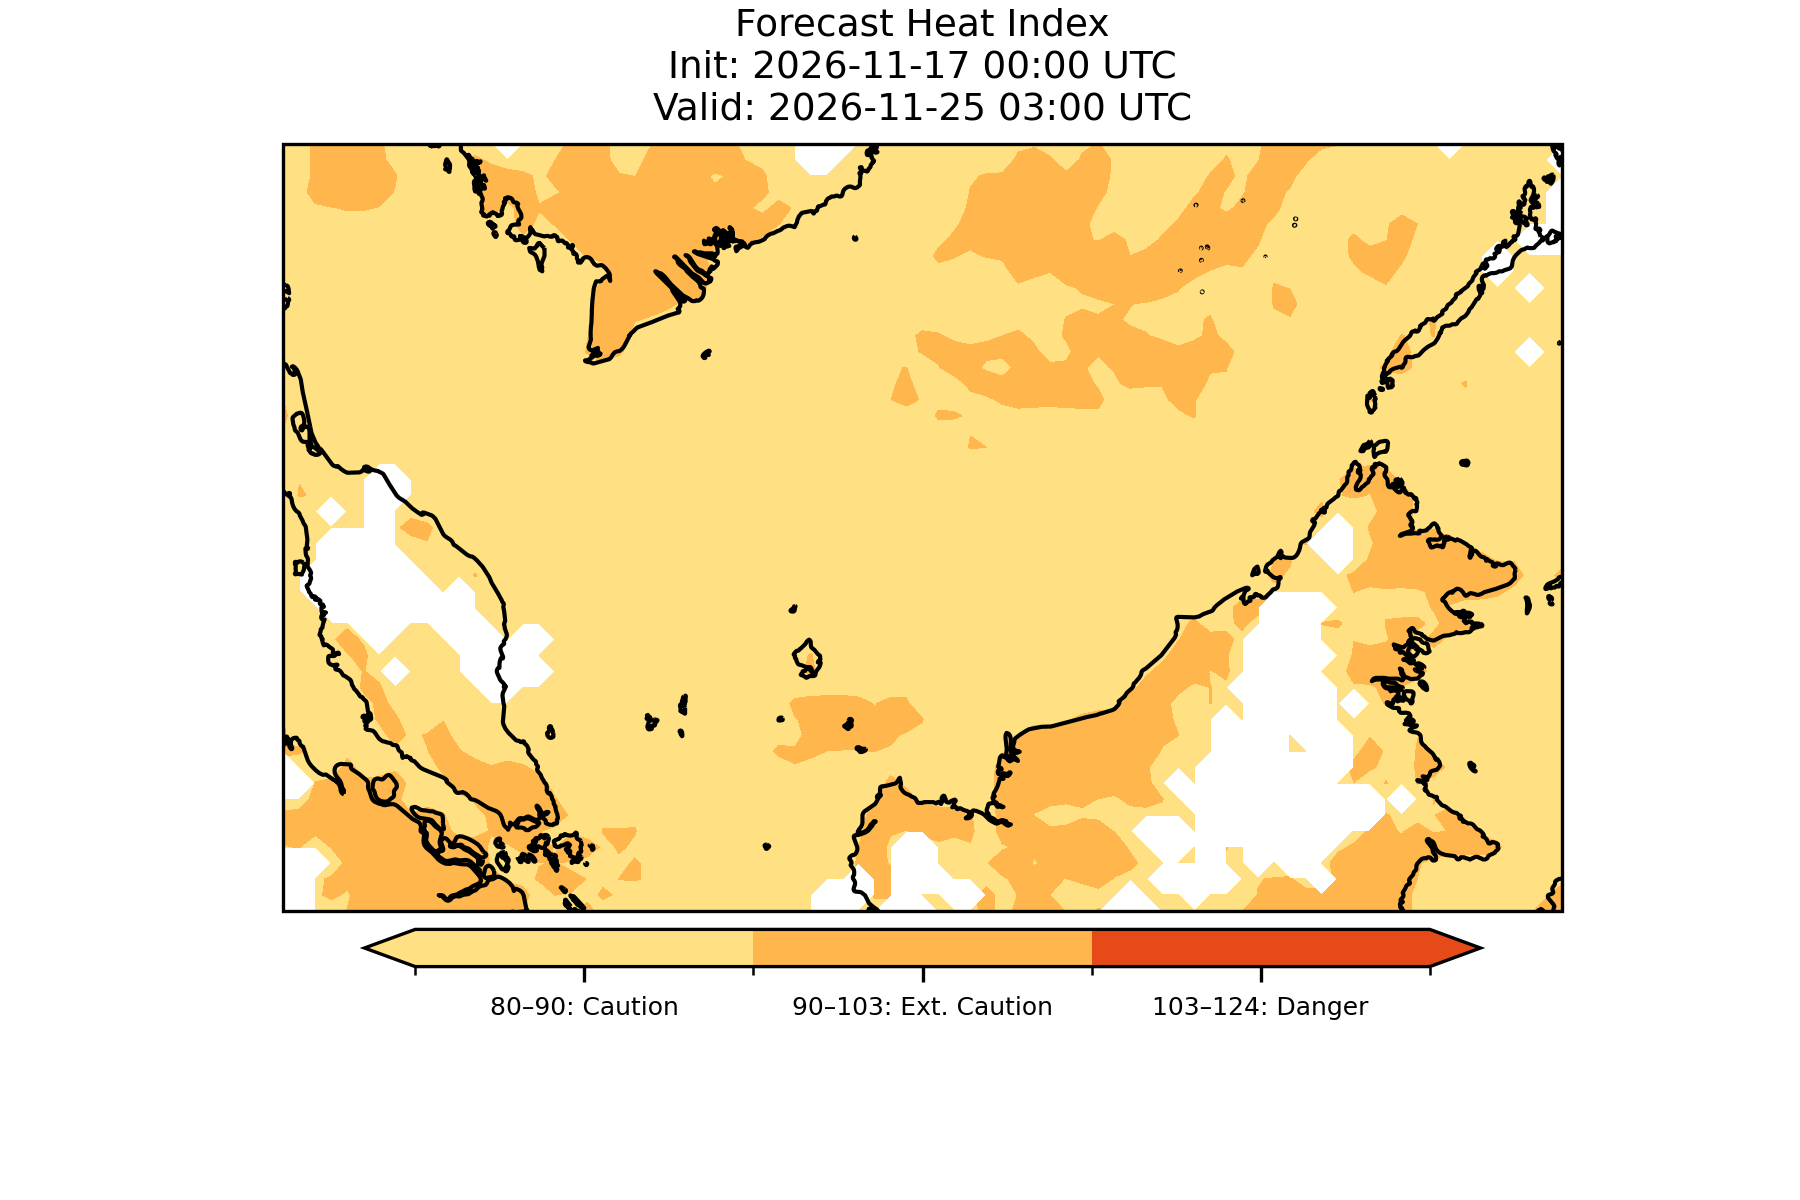 Forecast Heat Index
Init: 2026-11-17 00:00 UTC
Valid: 2026-11-25 03:00 UTC
80–90: Caution
90–103: Ext. Caution
103–124: Danger